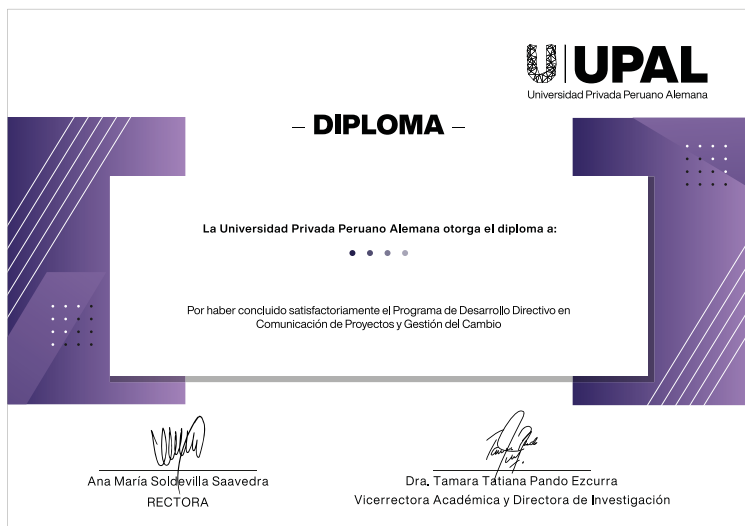 UPAL
Universidad Privada Peruano Alemana
– DIPLOMA –
La Universidad Privada Peruano Alemana otorga el diploma a:
Por haber concluido satisfactoriamente el Programa de Desarrollo Directivo en
Comunicación de Proyectos y Gestión del Cambio
Ana María Soldevilla Saavedra
RECTORA
Dra. Tamara Tatiana Pando Ezcurra
Vicerrectora Académica y Directora de Investigación